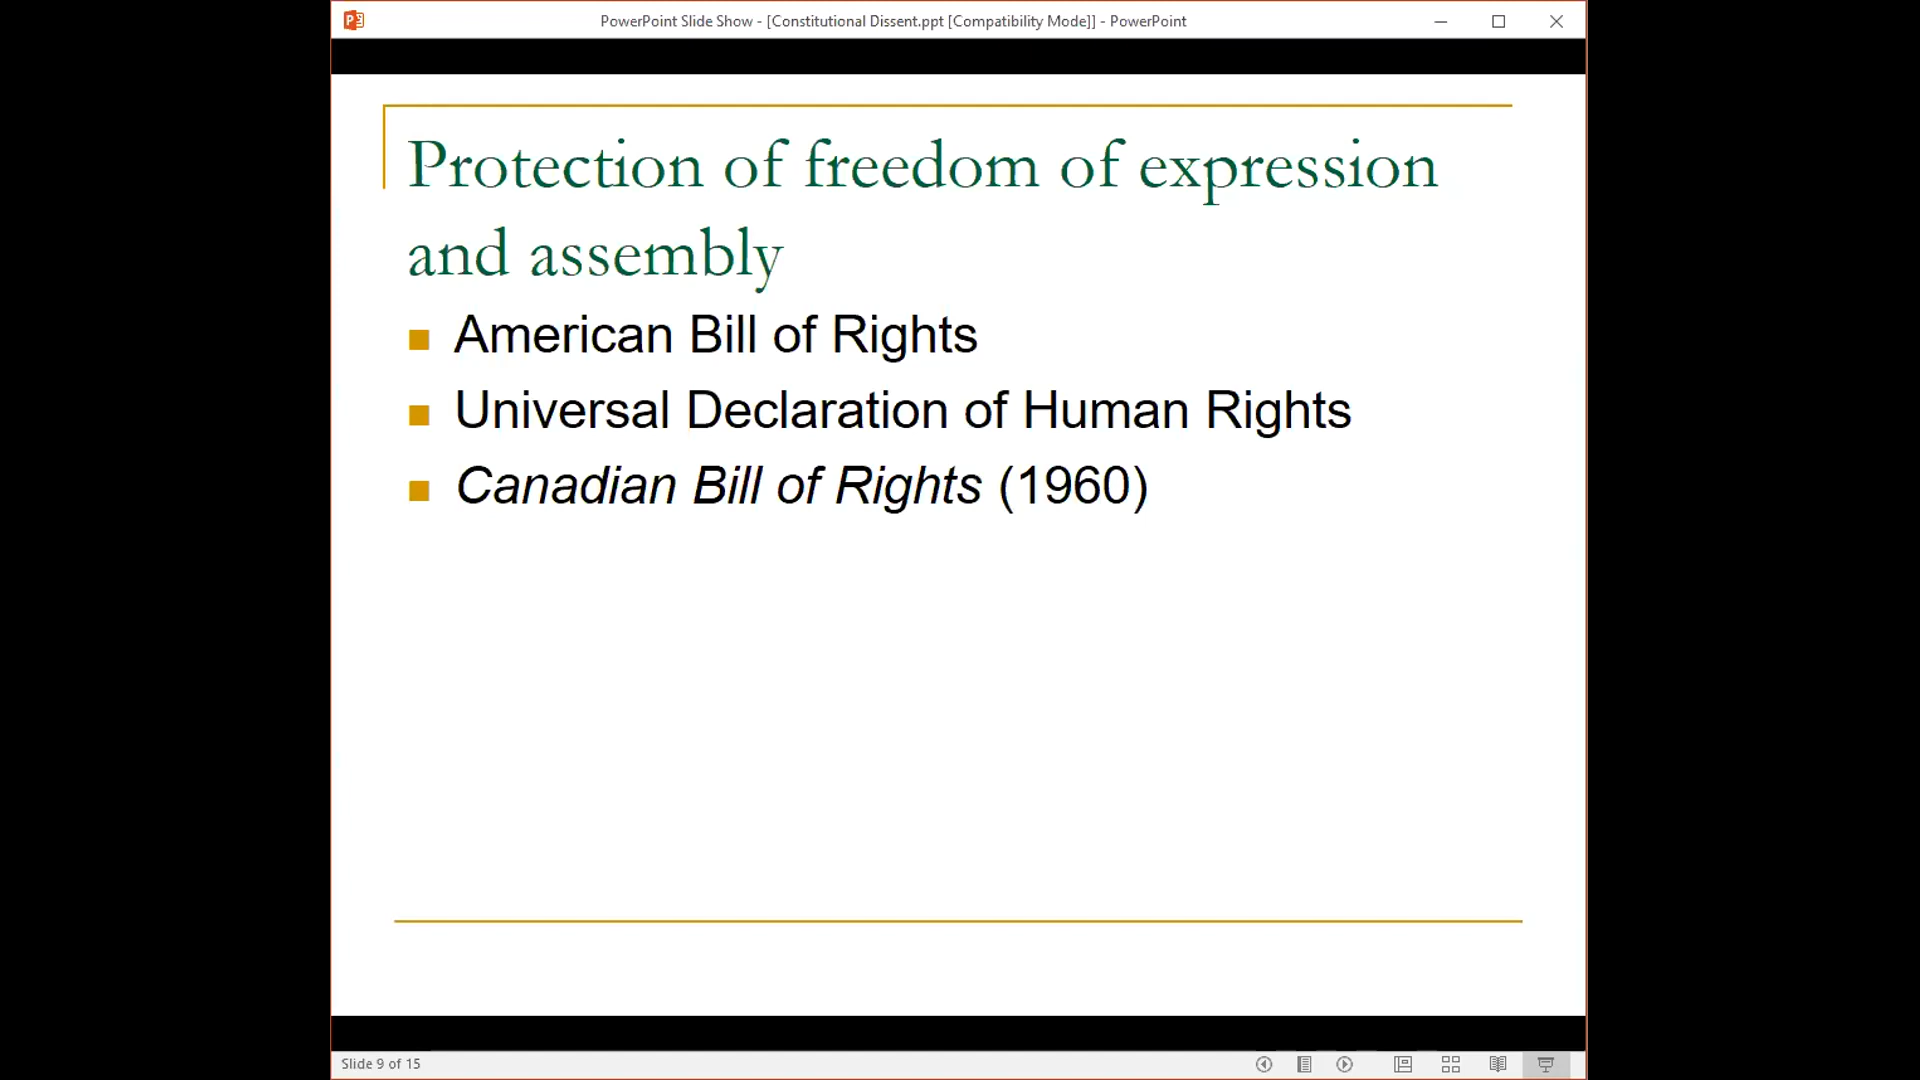 PowerPoint Slide Show - [Constitutional Dissent.ppt [Compatibility Mode]] - PowerPoint
Protection of freedom of expression
and assembly
American Bill of Rights
Universal Declaration of Human Rights
Canadian Bill of Rights (1960)
Slide 9 of 15